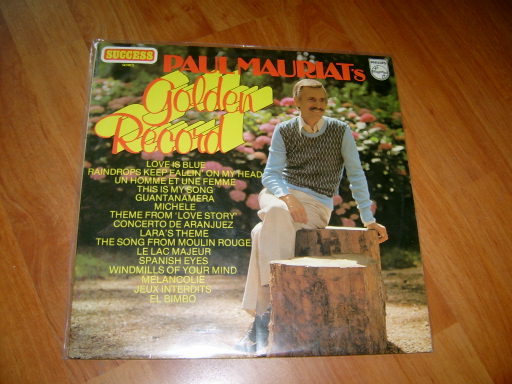 SUCCESS
PAUL MAURIAT's
PHILIPS
Golden
Record
LOVE IS BLUE
RAINDROPS KEEP FALLIN' ON MY HEAD
UN HOMME ET UNE FEMME
THIS IS MY SONG
GUANTANAMERA
MICHELE
THEME FROM 'LOVE STORY'
CONCERTO DE ARANJUEZ
LARA'S THEME
THE SONG FROM MOULIN ROUGE
LE LAC MAJEUR
SPANISH EYES
WINDMILLS OF YOUR MIND
MELANCOLIE
JEUX INTERDITS
EL BIMBO